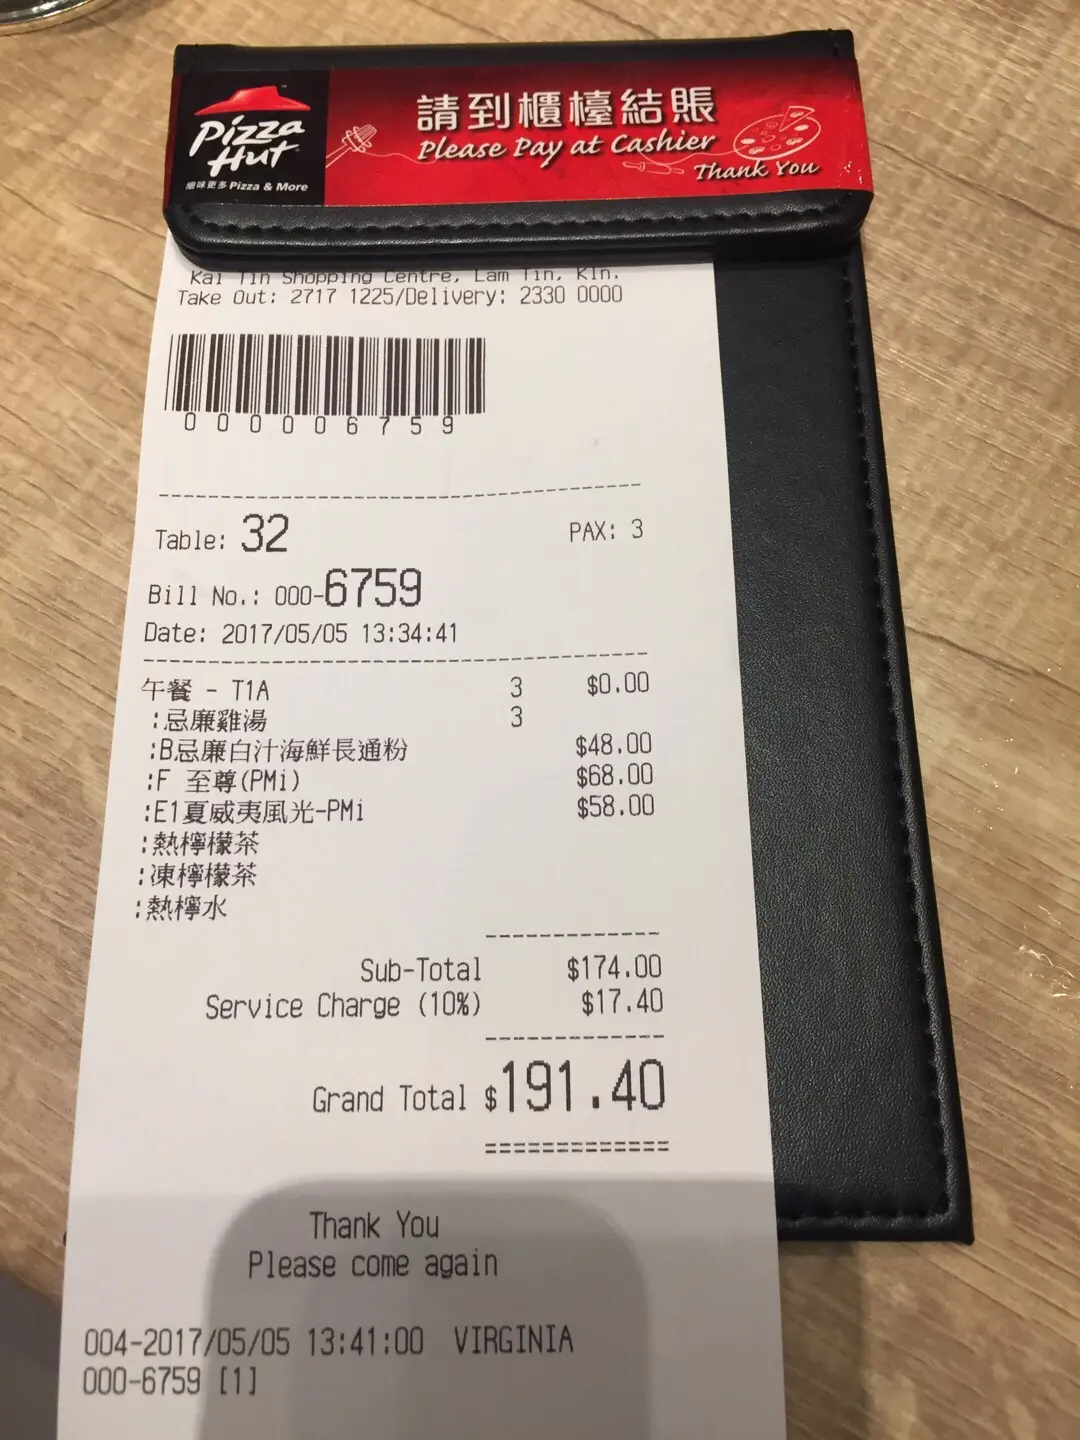 Pizza Hut
繽味更多 Pizza & More
請到櫃檯結賬
Please Pay at Cashier
Thank You
Kai Tin Shopping Centre, Lam Tin, Kln.
Take Out: 2717 1225/Delivery: 2330 0000
000006759
Table: 32 PAX: 3
Bill No.: 000-6759
Date: 2017/05/05 13:34:41
午餐 - T1A 3 $0.00
:忌廉雞湯 3
:B忌廉白汁海鮮長通粉 $48.00
:F 至尊(PMi) $68.00
:E1夏威夷風光-PMi $58.00
:熱檸檬茶
:凍檸檬茶
:熱檸水
Sub-Total $174.00
Service Charge (10%) $17.40
Grand Total $191.40
Thank You
Please come again
004-2017/05/05 13:41:00 VIRGINIA
000-6759 [1]